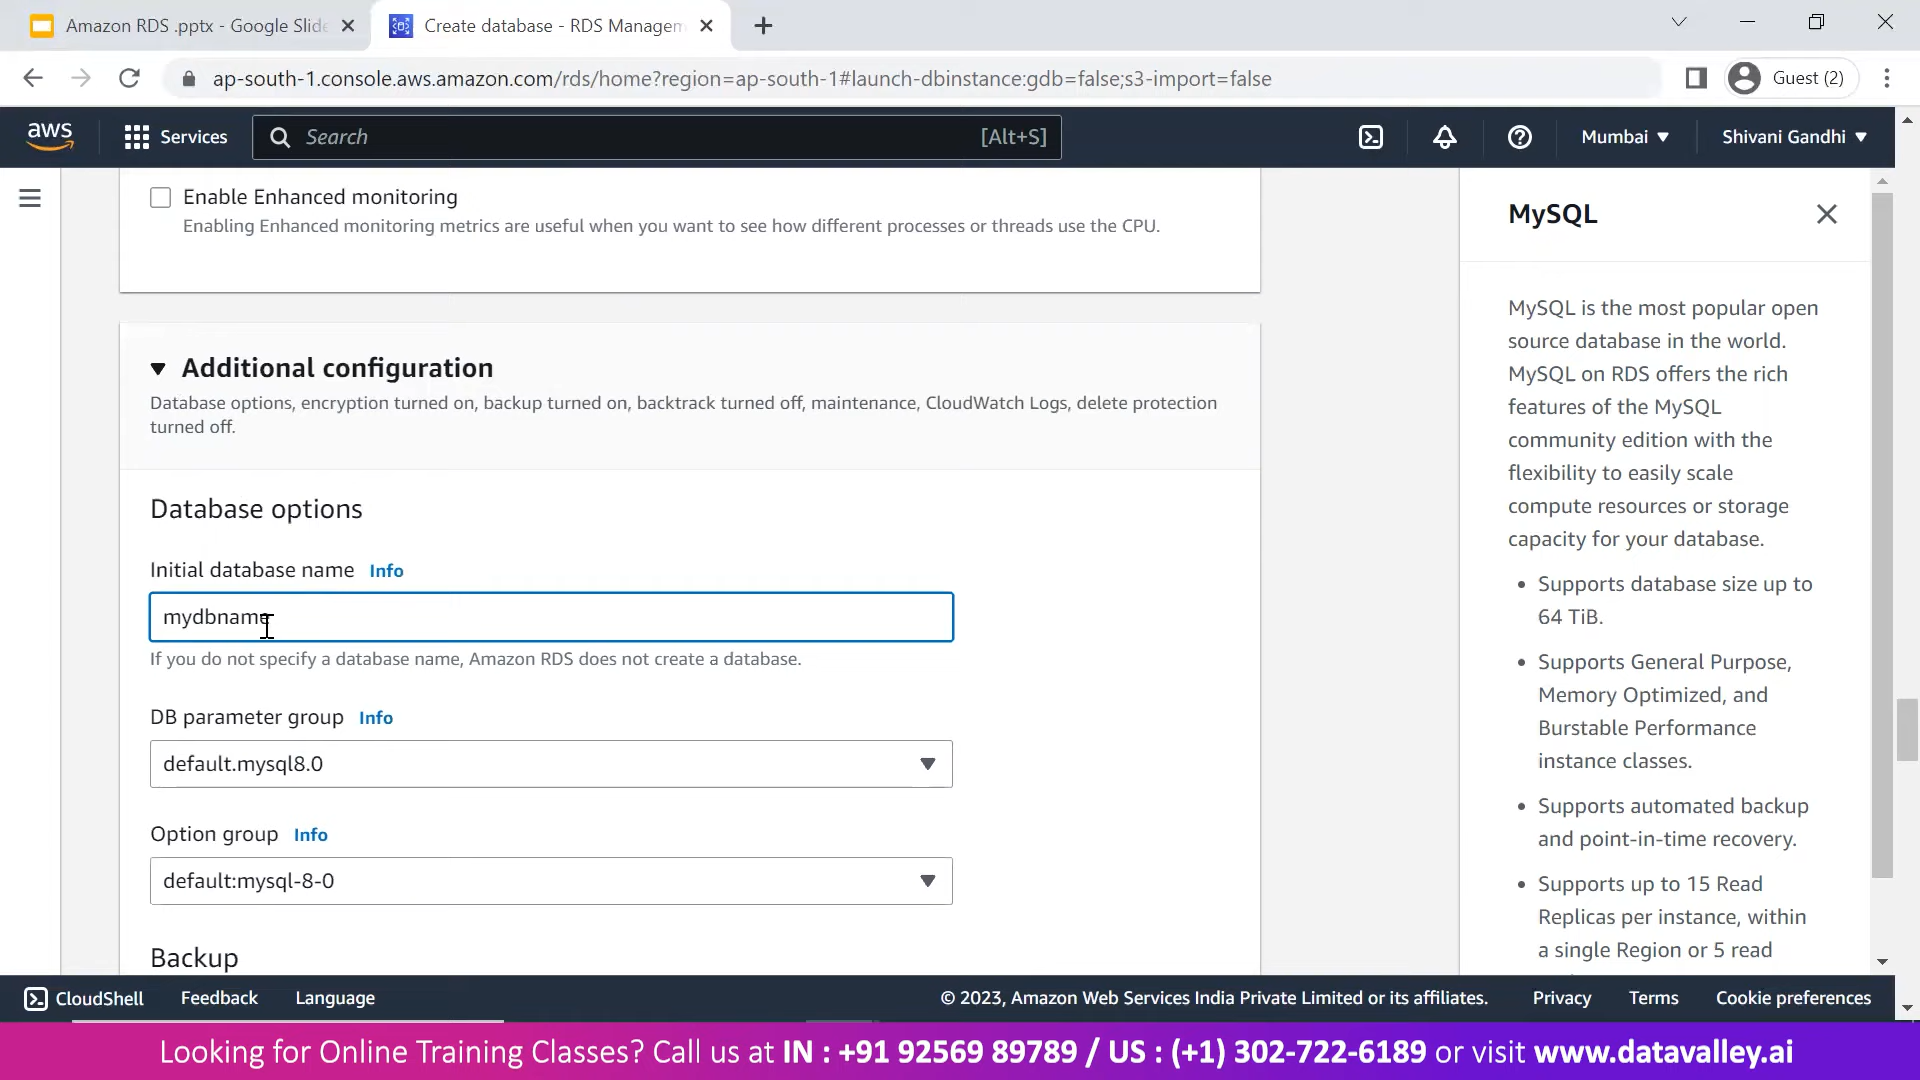 Amazon RDS .pptx - Google Slide
Create database - RDS Managem
ap-south-1.console.aws.amazon.com/rds/home?region=ap-south-1#launch-dbinstance:gdb=false;s3-import=false
Guest (2)
aws
Services
Search
[Alt+S]
Mumbai
Shivani Gandhi
Enable Enhanced monitoring
Enabling Enhanced monitoring metrics are useful when you want to see how different processes or threads use the CPU.
Additional configuration
Database options, encryption turned on, backup turned on, backtrack turned off, maintenance, CloudWatch Logs, delete protection
turned off.
Database options
Initial database name Info
mydbname
If you do not specify a database name, Amazon RDS does not create a database.
DB parameter group Info
default.mysql8.0
Option group Info
default:mysql-8-0
Backup
MySQL
MySQL is the most popular open
source database in the world.
MySQL on RDS offers the rich
features of the MySQL
community edition with the
flexibility to easily scale
compute resources or storage
capacity for your database.
• Supports database size up to
64 TiB.
• Supports General Purpose,
Memory Optimized, and
Burstable Performance
instance classes.
• Supports automated backup
and point-in-time recovery.
• Supports up to 15 Read
Replicas per instance, within
a single Region or 5 read
CloudShell
Feedback
Language
© 2023, Amazon Web Services India Private Limited or its affiliates.
Privacy
Terms
Cookie preferences
Looking for Online Training Classes? Call us at IN : +91 92569 89789 / US : (+1) 302-722-6189 or visit www.datavalley.ai